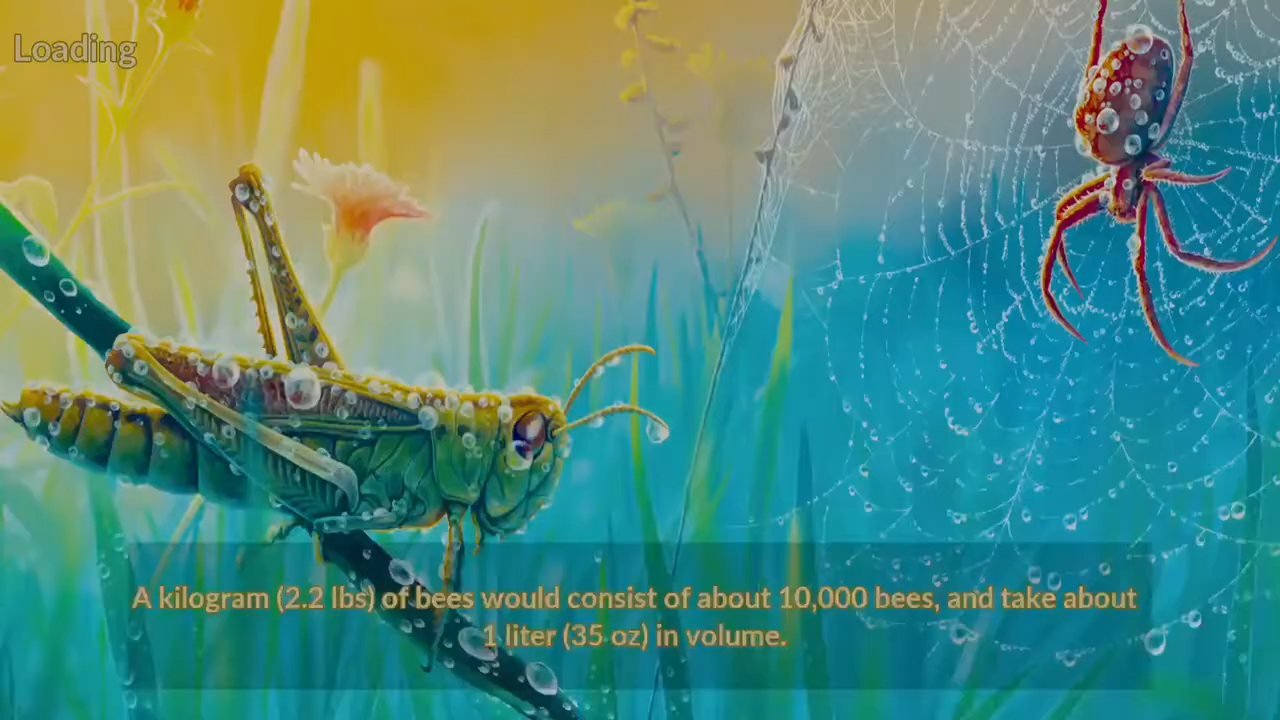 Loading
A kilogram (2.2 lbs) of bees would consist of about 10,000 bees, and take about
1 liter (35 oz) in volume.